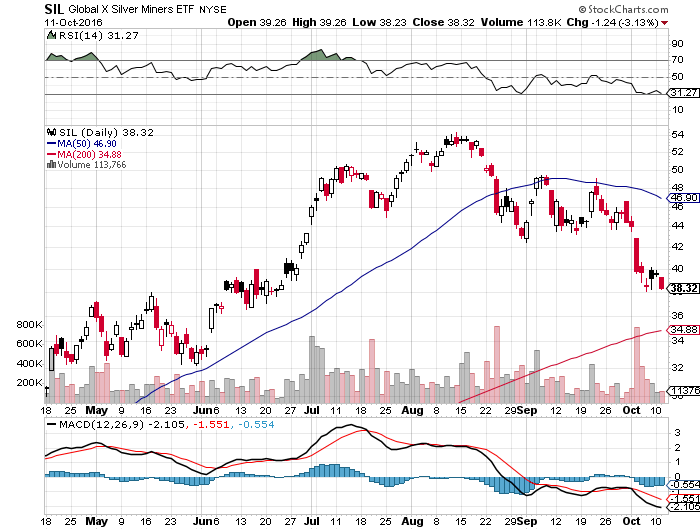 SIL Global X Silver Miners ETF NYSE © StockCharts.com
11-Oct-2016 Open 39.26 High 39.26 Low 38.23 Close 38.32 Volume 113.8K Chg -1.24 (-3.13%)
RSI(14) 31.27
90
70
50
31.27
10
SIL (Daily) 38.32
MA(50) 46.90
MA(200) 34.88
Volume 113,766
54
52
50
48
46.90
46
44
42
40
38.32
36
34.88
34
32
800K
600K
400K
200K
11376
18 25 May 9 16 23 Jun 6 13 20 27 Jul 11 18 25 Aug 8 15 22 29 Sep 12 19 26 Oct 10
MACD(12,26,9) -2.105, -1.551, -0.554
3
2
1
0
-0.554
-1.551
-2.105
18 25 May 9 16 23 Jun 6 13 20 27 Jul 11 18 25 Aug 8 15 22 29 Sep 12 19 26 Oct 10